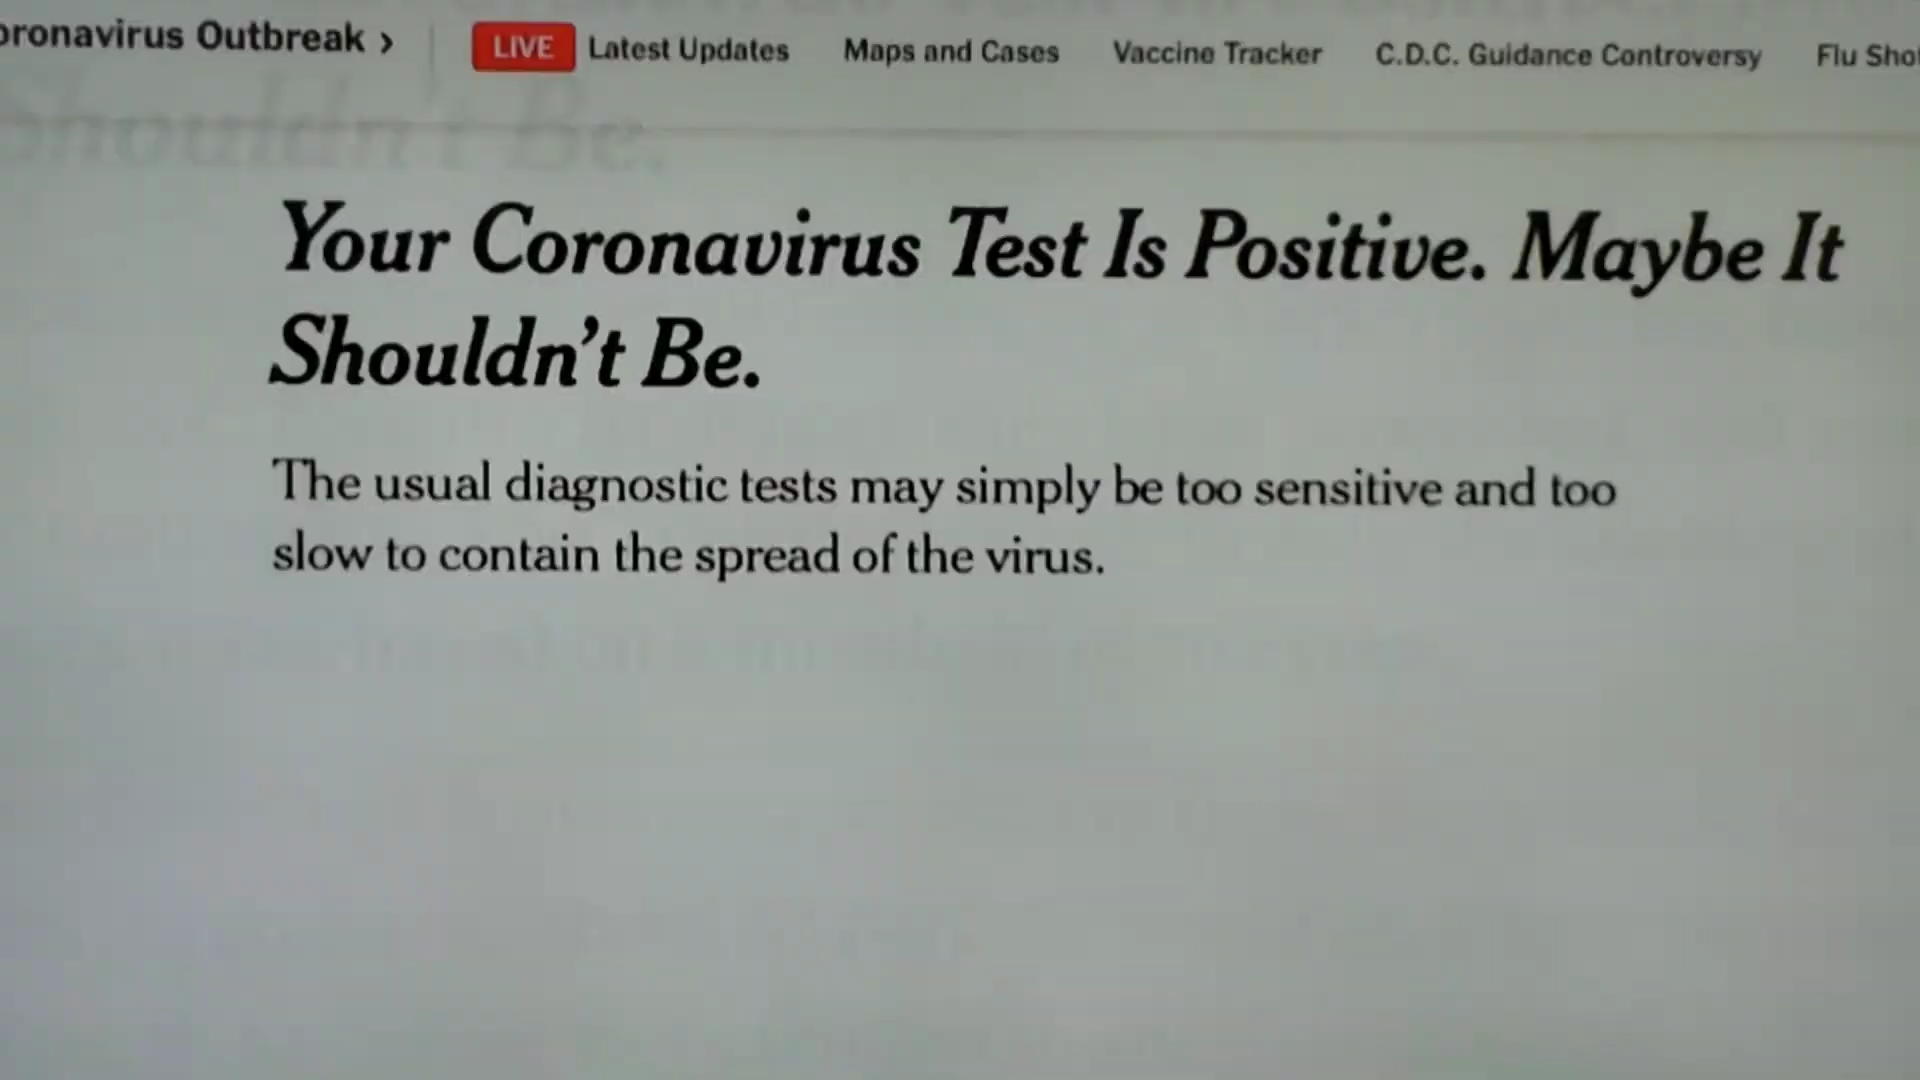 Outbreak >
LIVE Latest Updates Maps and Cases Vaccine Tracker C.D.C. Guidance Controversy Flu
Shouldn't Be.
Your Coronavirus Test Is Positive. Maybe It
Shouldn't Be.
The usual diagnostic tests may simply be too sensitive and too
slow to contain the spread of the virus.